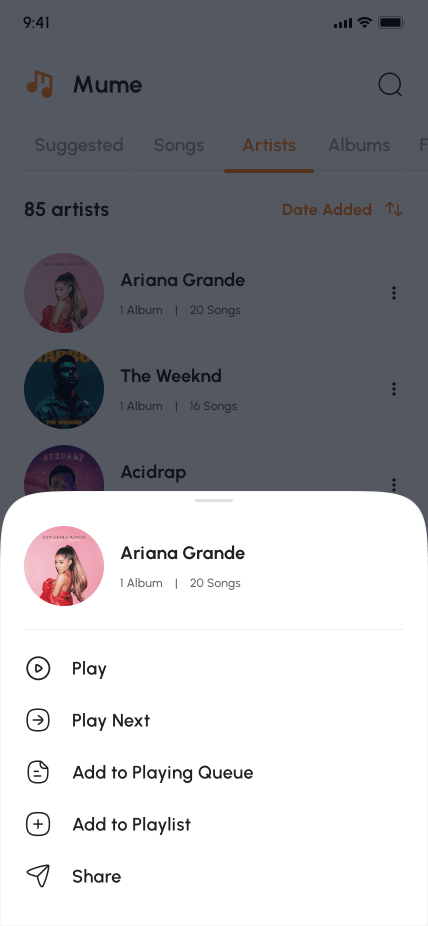 9:41
Mume
Suggested Songs Artists Albums F
85 artists Date Added
Ariana Grande
1 Album | 20 Songs
The Weeknd
1 Album | 16 Songs
Acidrap
Ariana Grande
1 Album | 20 Songs
Play
Play Next
Add to Playing Queue
Add to Playlist
Share